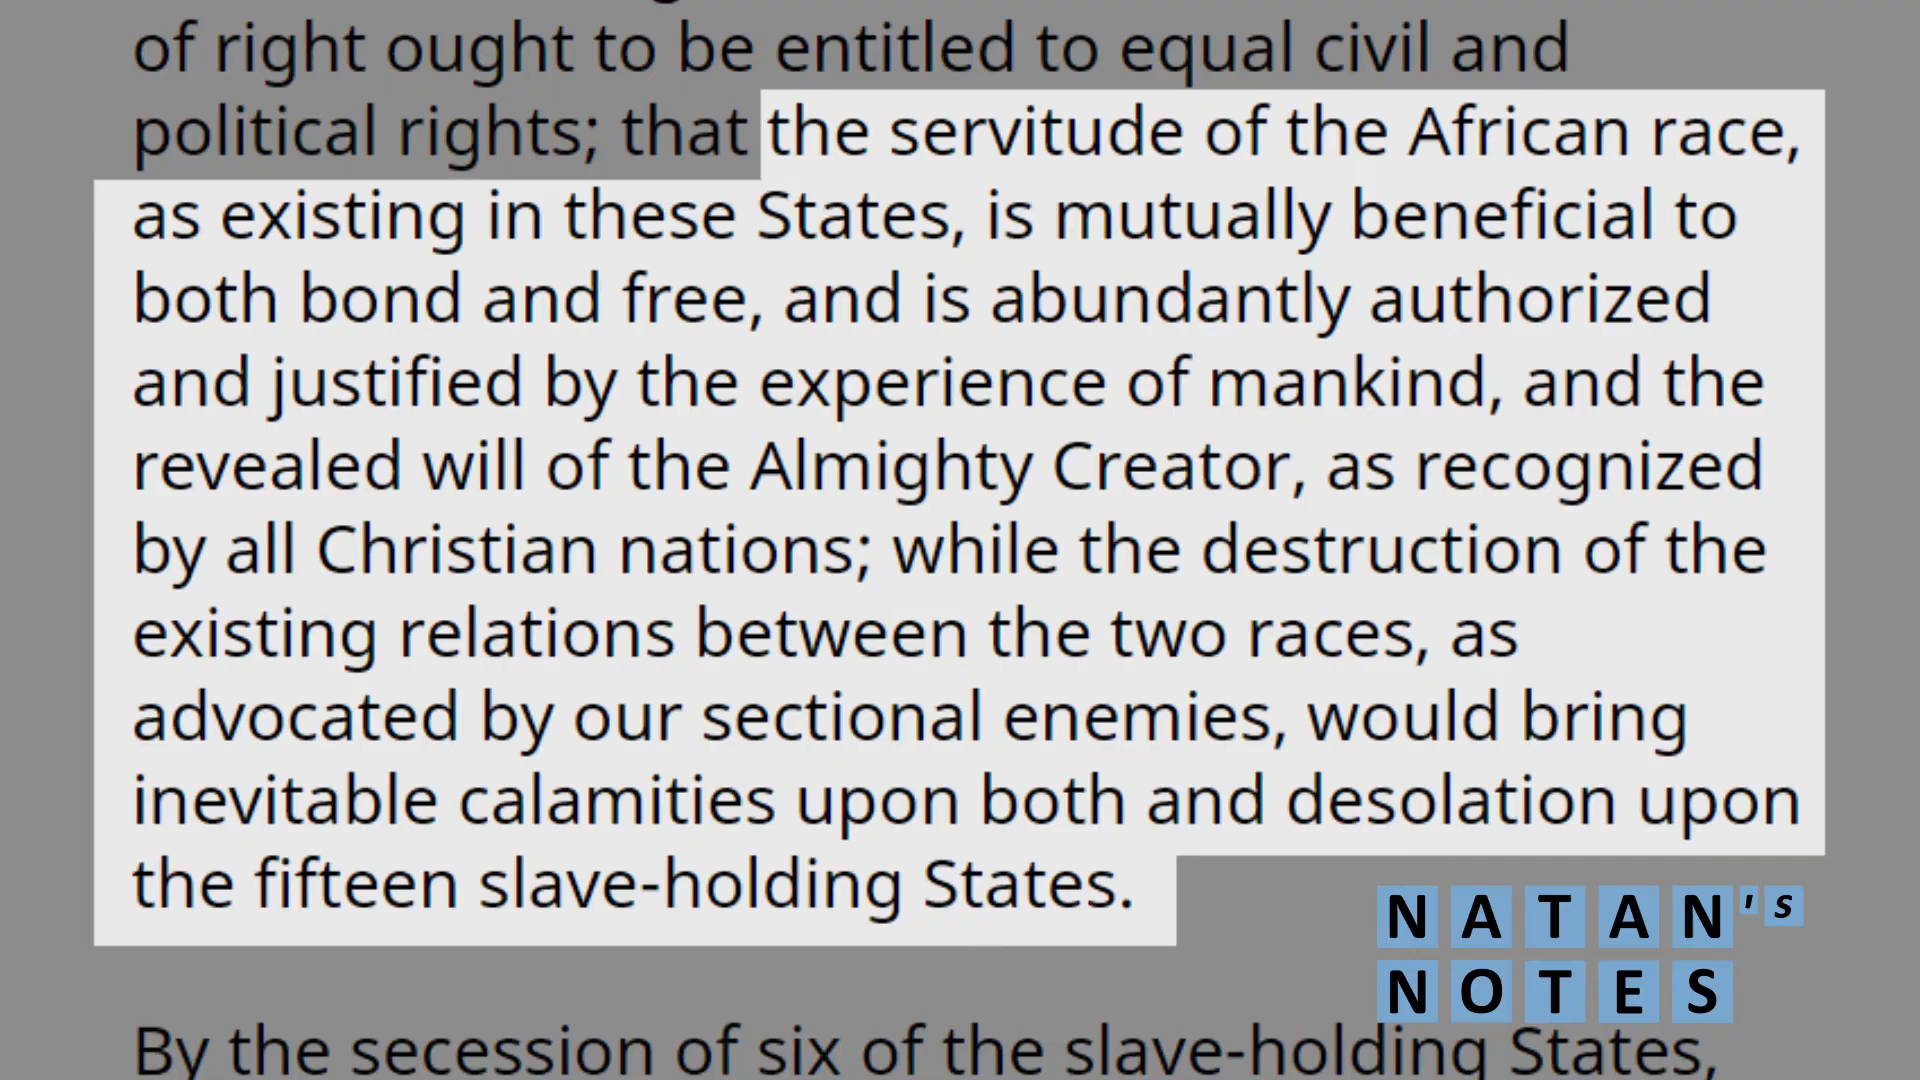 of right ought to be entitled to equal civil and
political rights; that the servitude of the African race,
as existing in these States, is mutually beneficial to
both bond and free, and is abundantly authorized
and justified by the experience of mankind, and the
revealed will of the Almighty Creator, as recognized
by all Christian nations; while the destruction of the
existing relations between the two races, as
advocated by our sectional enemies, would bring
inevitable calamities upon both and desolation upon
the fifteen slave-holding States.
NATAN's
NOTES
By the secession of six of the slave-holding States,